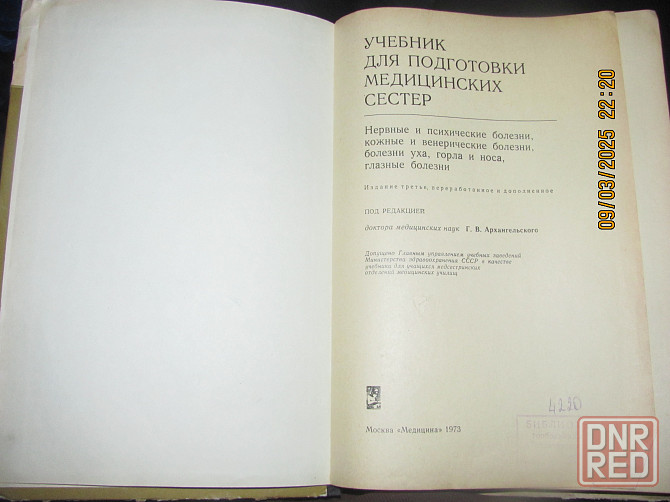 УЧЕБНИК
ДЛЯ ПОДГОТОВКИ
МЕДИЦИНСКИХ
СЕСТЕР
Нервные и психические болезни,
кожные и венерические болезни,
болезни уха, горла и носа,
глазные болезни
Издание третье, переработанное и дополненное
ПОД РЕДАКЦИЕЙ
доктора медицинских наук Г. В. Архангельского
Допущено Главным управлением учебных заведений
Министерства здравоохранения СССР в качестве
учебника для учащихся медсестринских
отделений медицинских училищ
4220
Москва «Медицина» 1973
09/03/2025 22:20
DNR
RED